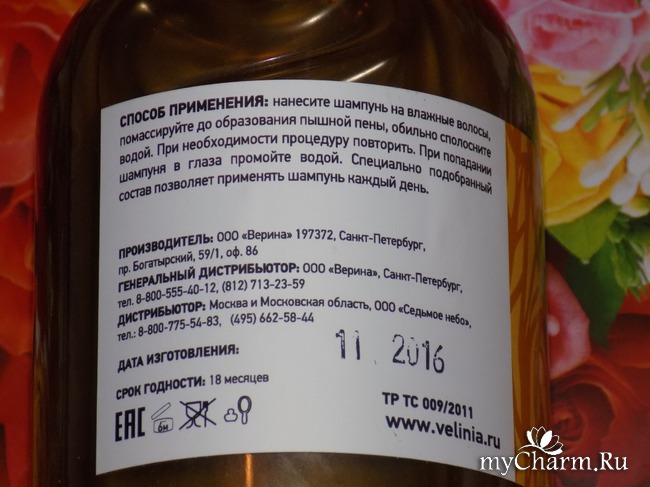 СПОСОБ ПРИМЕНЕНИЯ: нанесите шампунь на влажные волосы,
помассируйте до образования пышной пены, обильно сполосните
водой. При необходимости процедуру повторить. При попадании
шампуня в глаза промойте водой. Специально подобранный
состав позволяет применять шампунь каждый день.
ПРОИЗВОДИТЕЛЬ: ООО «Верина» 197372, Санкт-Петербург,
пр. Богатырский, 59/1, оф. 86
ГЕНЕРАЛЬНЫЙ ДИСТРИБЬЮТОР: ООО «Верина», Санкт-Петербург,
тел. 8-800-555-40-12, (812) 713-23-59
ДИСТРИБЬЮТОР: Москва и Московская область, ООО «Седьмое небо»,
тел.: 8-800-775-54-83, (495) 662-58-44
ДАТА ИЗГОТОВЛЕНИЯ: 11 2016
СРОК ГОДНОСТИ: 18 месяцев
ЕАС 6м ТР ТС 009/2011
www.velinia.ru
myCharm.Ru